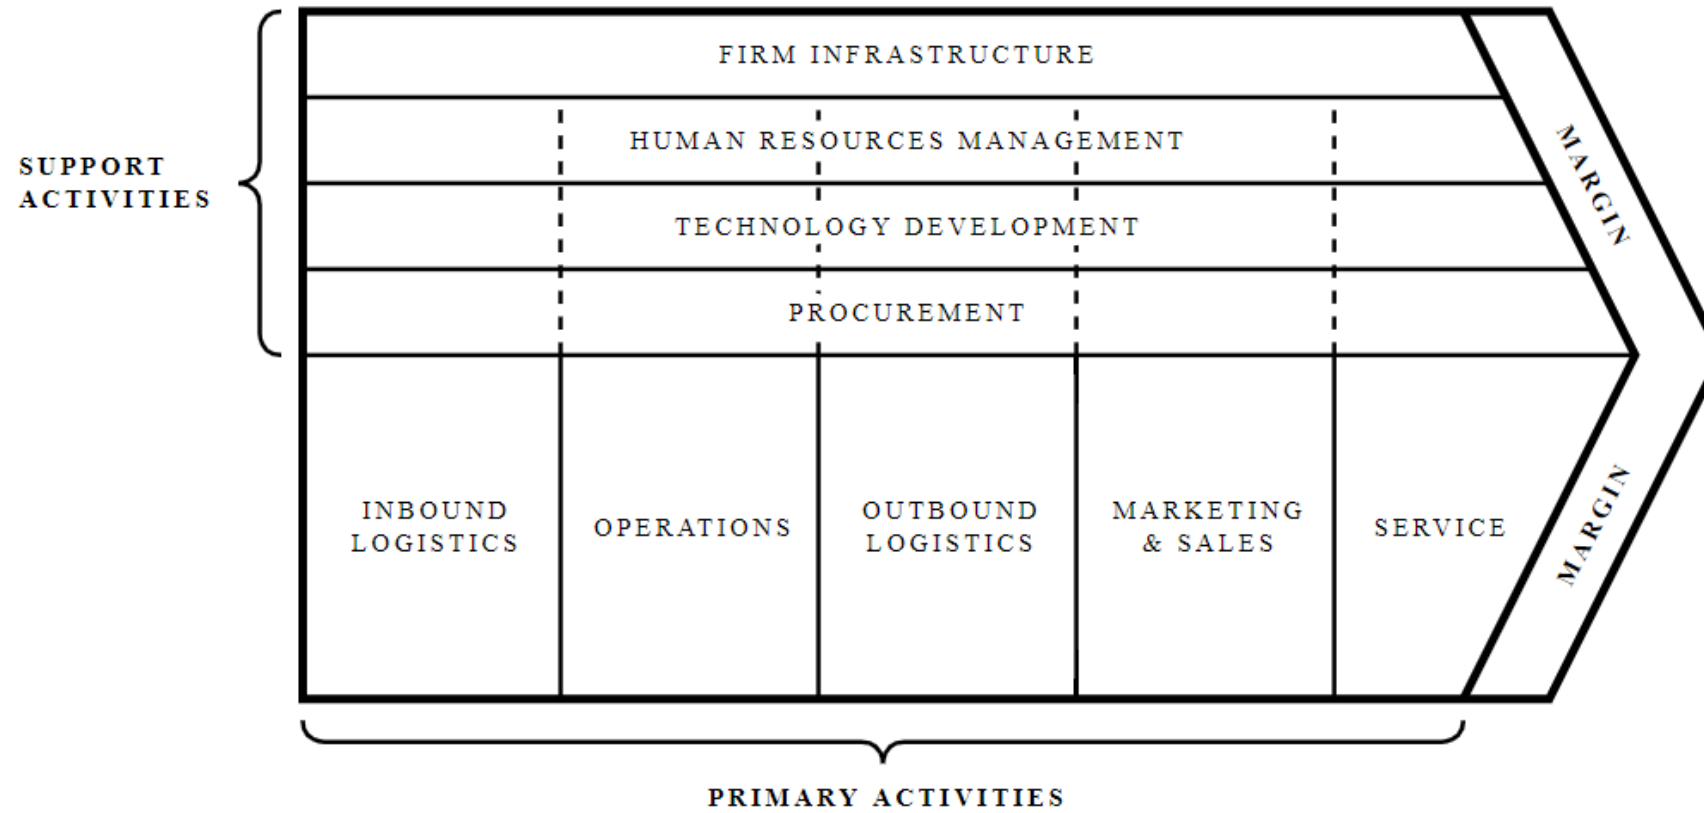 FIRM INFRASTRUCTURE
HUMAN RESOURCES MANAGEMENT
TECHNOLOGY DEVELOPMENT
PROCUREMENT
SUPPORT
ACTIVITIES
MARGIN
INBOUND
LOGISTICS
OPERATIONS
OUTBOUND
LOGISTICS
MARKETING
& SALES
SERVICE
MARGIN
PRIMARY ACTIVITIES